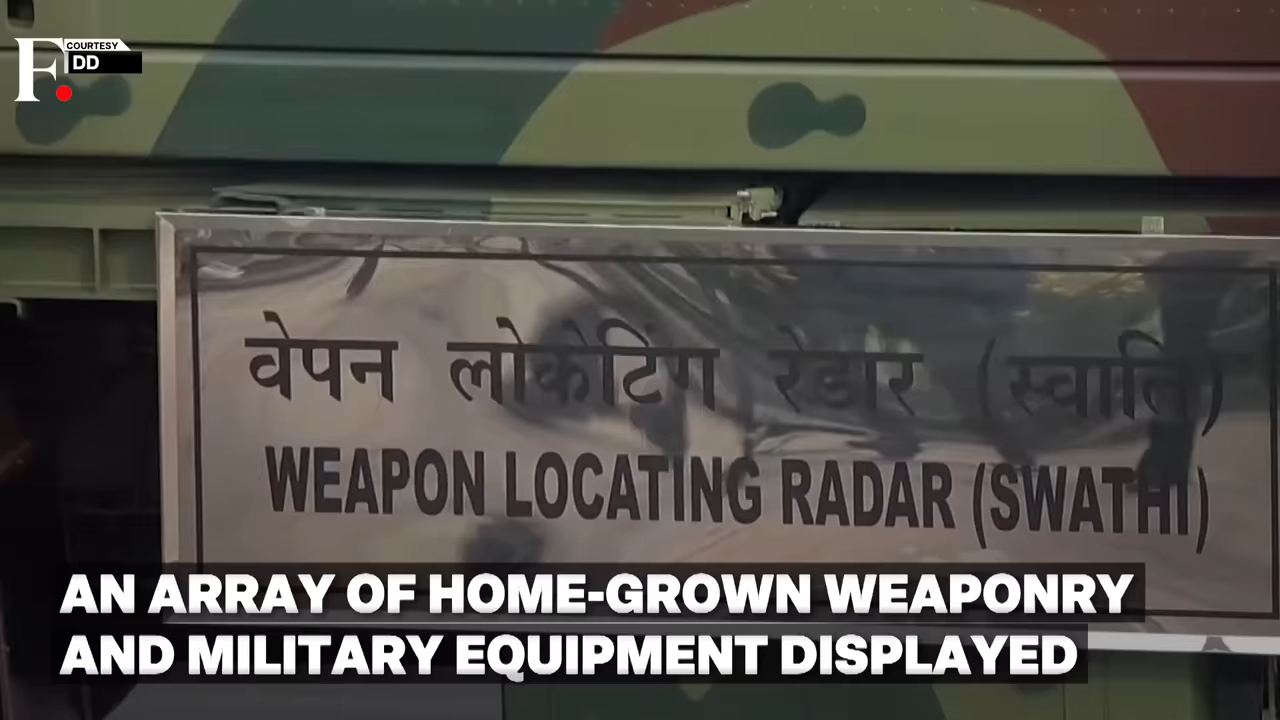 F.
COURTESY
DD
वेपन लोकेटिंग रेडार (स्वाति)
WEAPON LOCATING RADAR (SWATHI)
AN ARRAY OF HOME-GROWN WEAPONRY
AND MILITARY EQUIPMENT DISPLAYED